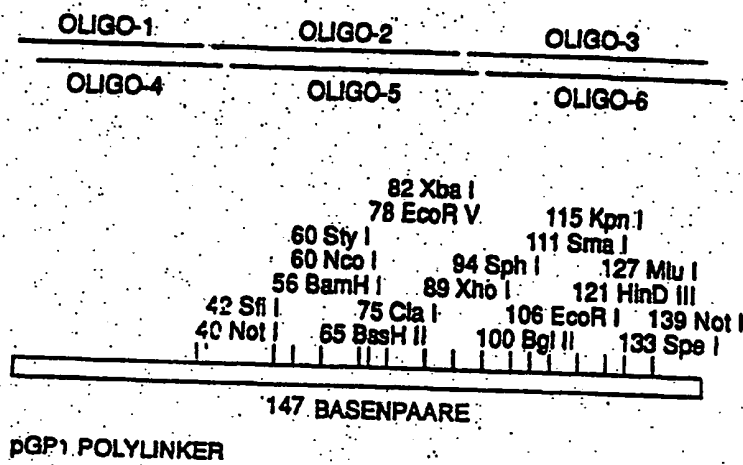 OLIGO-1 OLIGO-2 OLIGO-3
OLIGO-4 OLIGO-5 OLIGO-6
82 Xba I
78 EcoR V 115 Kpn I
60 Sty I 111 Sma I
60 Nco I 94 Sph I 127 Mlu I
56 BamH I 89 Xho I 121 HinD III
42 Sfi I 75 Cla I 106 EcoR I 139 Not I
40 Not I 65 BssH II 100 Bgl II 133 Spe I
147 BASENPAARE
pGP1 POLYLINKER